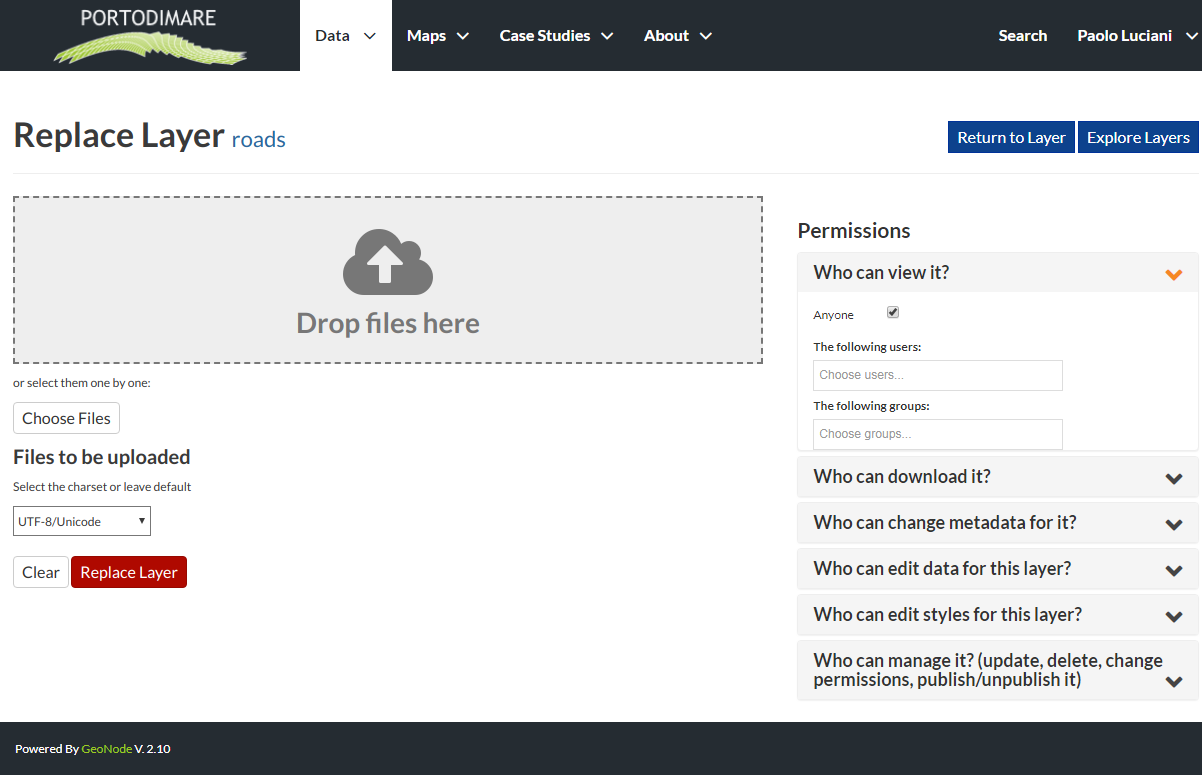 PORTODIMARE
Data
Maps
Case Studies
About
Search
Paolo Luciani
Replace Layer roads
Return to Layer
Explore Layers
Drop files here
or select them one by one:
Choose Files
Files to be uploaded
Select the charset or leave default
UTF-8/Unicode
Clear
Replace Layer
Permissions
Who can view it?
Anyone
The following users:
Choose users...
The following groups:
Choose groups...
Who can download it?
Who can change metadata for it?
Who can edit data for this layer?
Who can edit styles for this layer?
Who can manage it? (update, delete, change
permissions, publish/unpublish it)
Powered By GeoNode V. 2.10